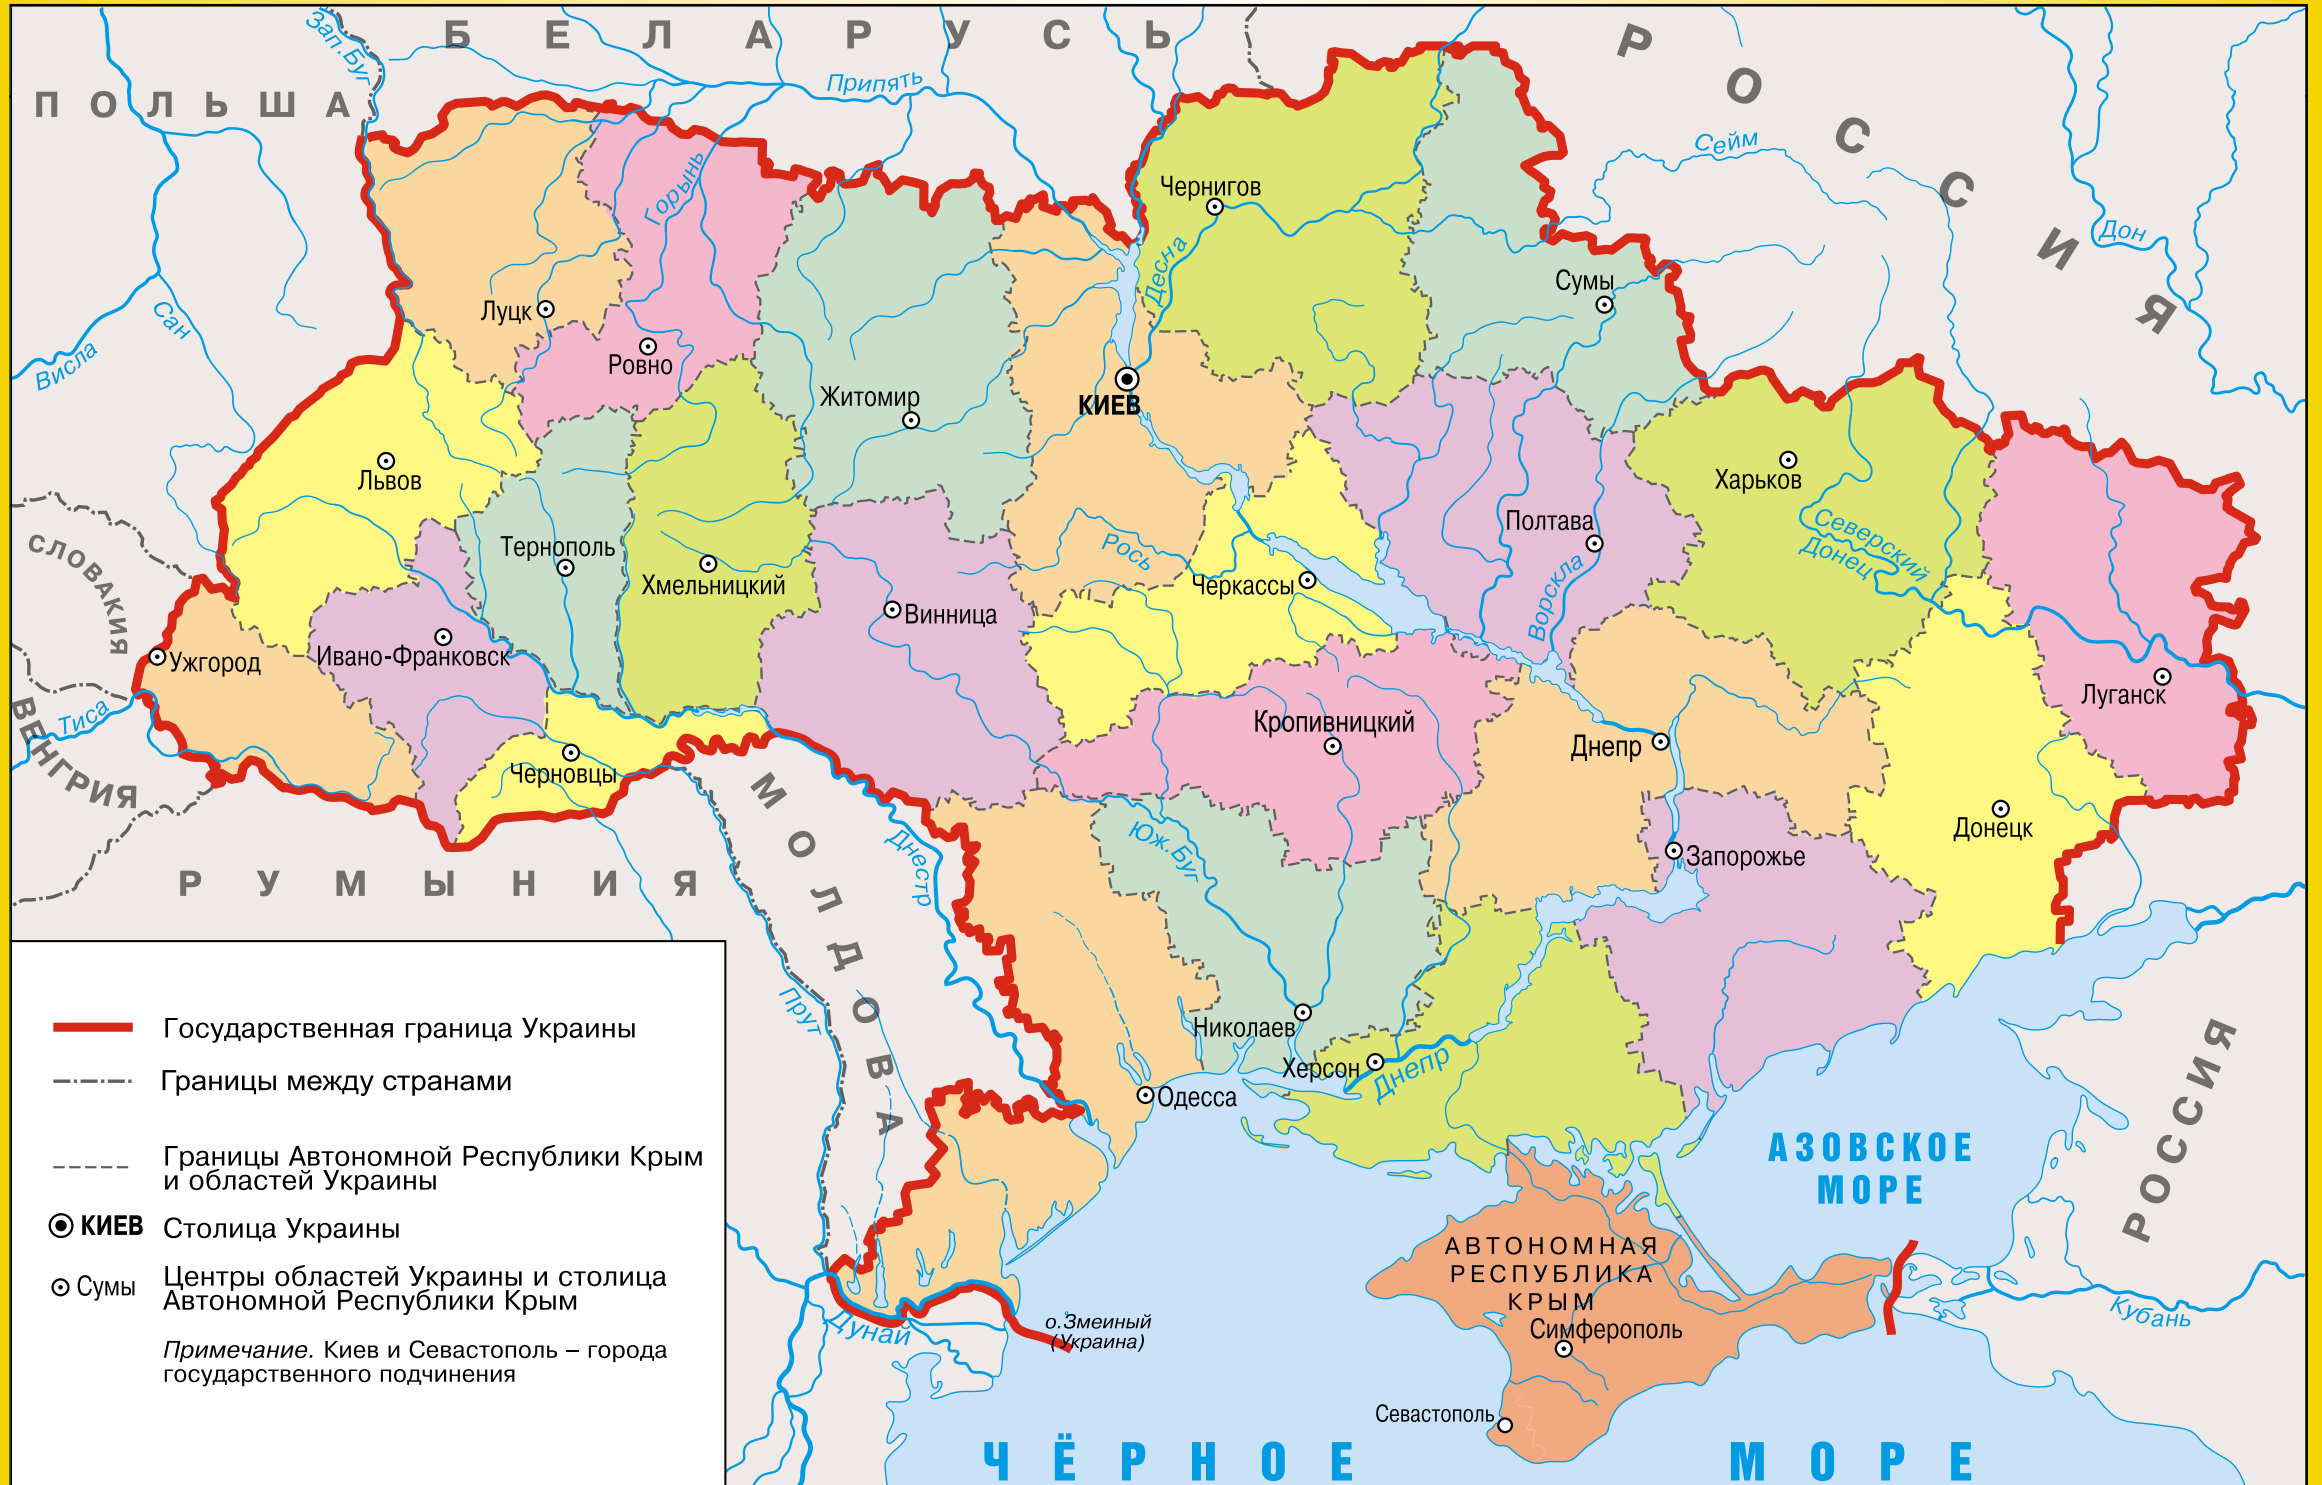 БЕЛАРУСЬ
РОССИЯ
ПОЛЬША
Зап.Буг
Припять
Сейм
Дон
Горынь
Чернигов
Десна
Сумы
Сан
Висла
Луцк
Ровно
Житомир
КИЕВ
Львов
Харьков
Полтава
Северский
Донец
СЛОВАКИЯ
Тернополь
Хмельницкий
Рось
Черкассы
Ворскла
Винница
Ивано-Франковск
Ужгород
Луганск
ВЕНГРИЯ
Тиса
Черновцы
Кропивницкий
Днепр
МОЛДОВА
Донецк
Запорожье
Юж.Буг
Днестр
РУМЫНИЯ
Прут
Николаев
Херсон
Днепр
Одесса
РОССИЯ
АЗОВСКОЕ
МОРЕ
АВТОНОМНАЯ
РЕСПУБЛИКА
КРЫМ
Симферополь
Кубань
Дунай
о.Змеиный
(Украина)
Севастополь
ЧЁРНОЕ МОРЕ
Государственная граница Украины
Границы между странами
Границы Автономной Республики Крым
и областей Украины
КИЕВ Столица Украины
Сумы Центры областей Украины и столица
Автономной Республики Крым
Примечание. Киев и Севастополь – города
государственного подчинения